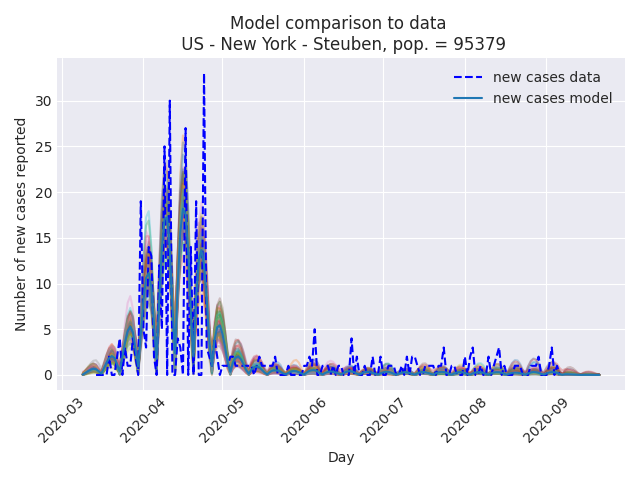 Model comparison to data
US - New York - Steuben, pop. = 95379
new cases data
new cases model
Number of new cases reported
30
25
20
15
10
5
0
2020-03
2020-04
2020-05
2020-06
2020-07
2020-08
2020-09
Day